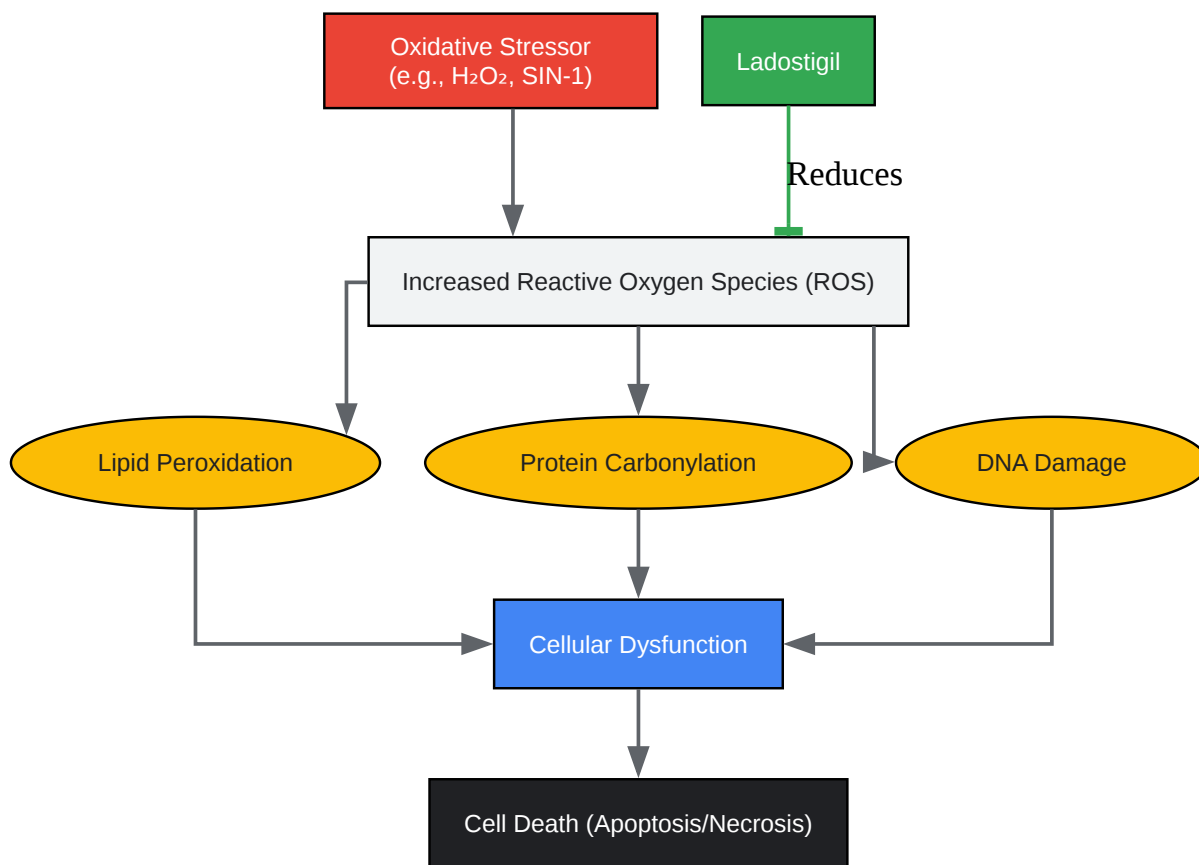 Oxidative Stressor
(e.g., H₂O₂, SIN-1)
Ladostigil
Reduces
Increased Reactive Oxygen Species (ROS)
Lipid Peroxidation
Protein Carbonylation
DNA Damage
Cellular Dysfunction
Cell Death (Apoptosis/Necrosis)